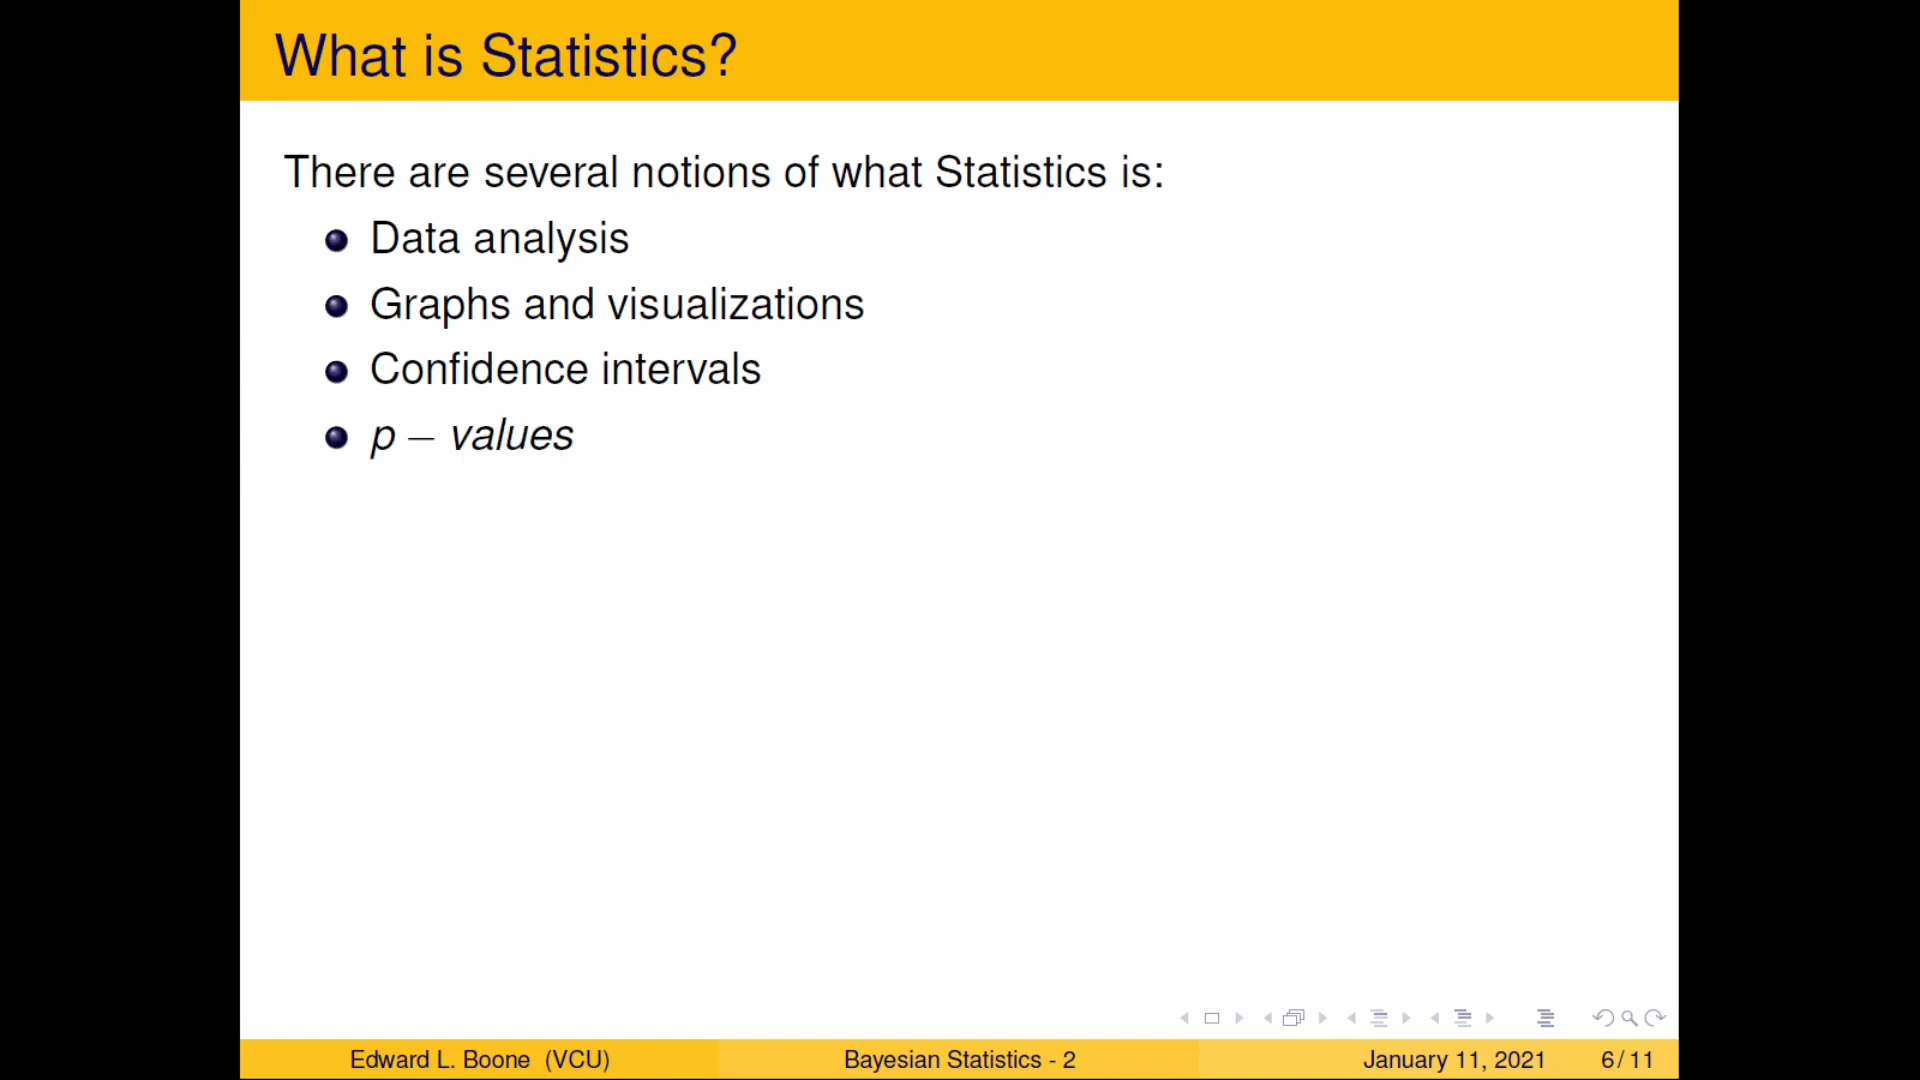 What is Statistics?
There are several notions of what Statistics is:
Data analysis
Graphs and visualizations
Confidence intervals
p – values
Edward L. Boone (VCU) Bayesian Statistics - 2 January 11, 2021 6 / 11